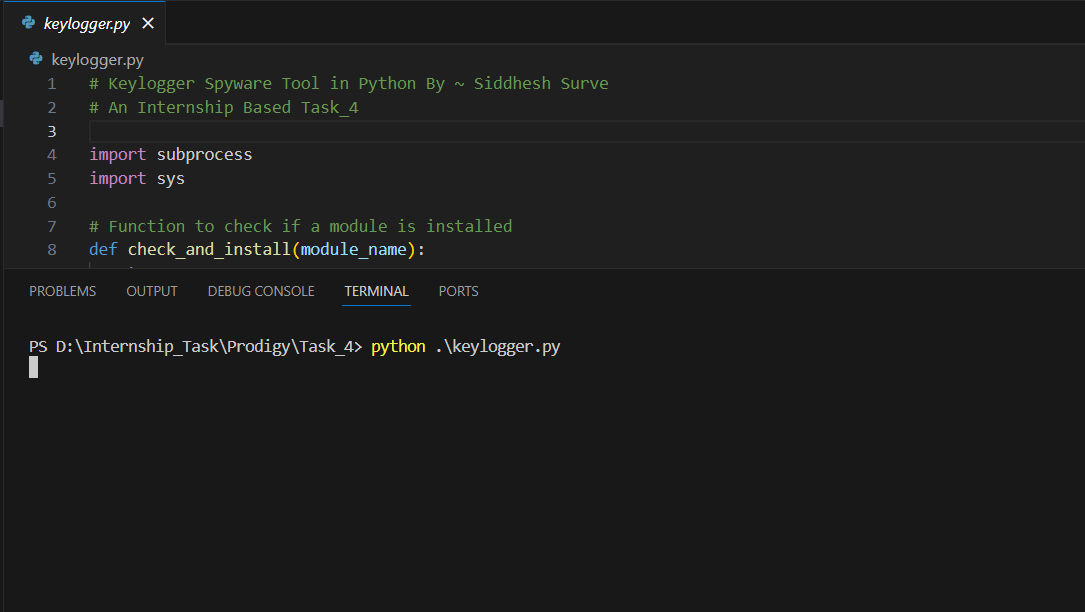 keylogger.py
keylogger.py
1 # Keylogger Spyware Tool in Python By ~ Siddhesh Surve
2 # An Internship Based Task_4
3
4 import subprocess
5 import sys
6
7 # Function to check if a module is installed
8 def check_and_install(module_name):
PROBLEMS OUTPUT DEBUG CONSOLE TERMINAL PORTS
PS D:\Internship_Task\Prodigy\Task_4> python .\keylogger.py